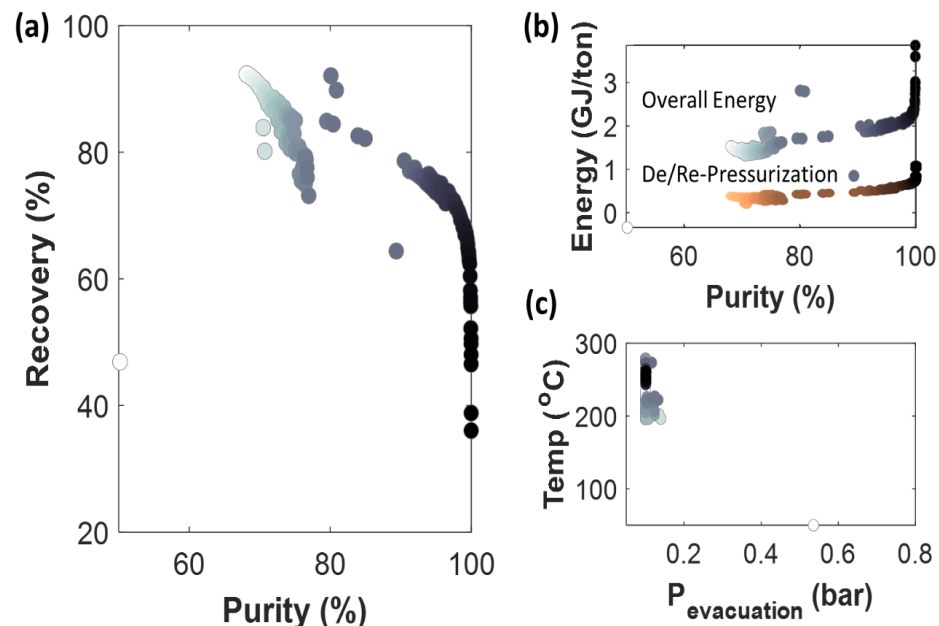 (a)
100
80
60
40
20
60
80
100
Recovery (%)
Purity (%)
(b)
3
2
1
0
60
80
100
Energy (GJ/ton)
Overall Energy
De/Re-Pressurization
Purity (%)
(c)
300
200
100
0.2
0.4
0.6
0.8
Temp (°C)
P evacuation (bar)